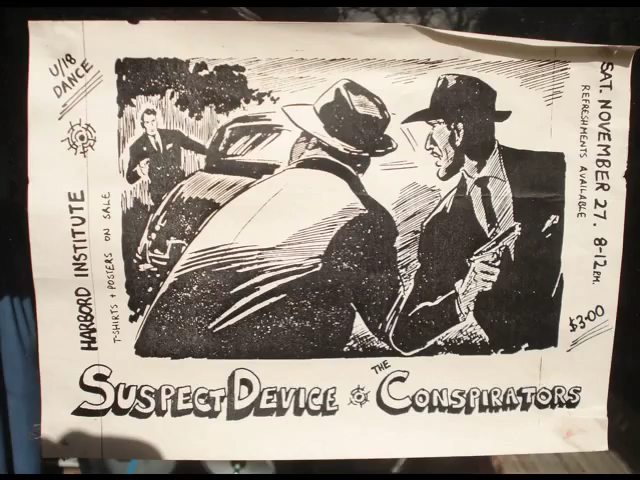 U/18
DANCE
HARBORD INSTITUTE
T-SHIRTS + POSTERS ON SALE
SAT. NOVEMBER 27. 8-12 P.M.
REFRESHMENTS AVAILABLE
$3.00
SUSPECT DEVICE THE CONSPIRATORS